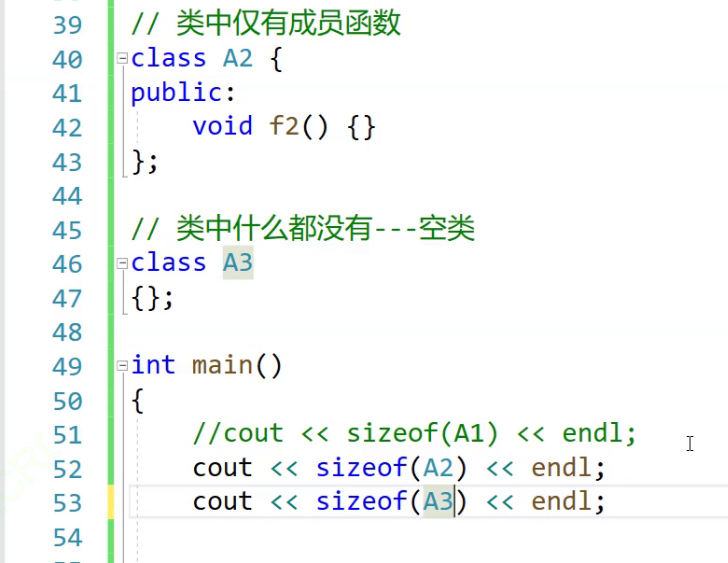 39 // 类中仅有成员函数
40 class A2 {
41 public:
42 void f2() {}
43 };
44
45 // 类中什么都没有---空类
46 class A3
47 {};
48
49 int main()
50 {
51 //cout << sizeof(A1) << endl;
52 cout << sizeof(A2) << endl;
53 cout << sizeof(A3) << endl;
54